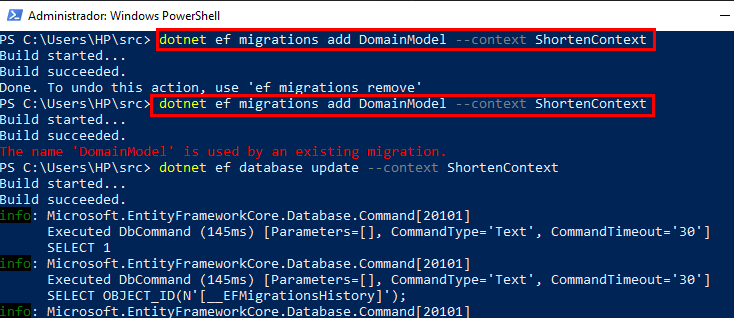 Administrador: Windows PowerShell
PS C:\Users\HP\src> dotnet ef migrations add DomainModel --context ShortenContext
Build started...
Build succeeded.
Done. To undo this action, use 'ef migrations remove'
PS C:\Users\HP\src> dotnet ef migrations add DomainModel --context ShortenContext
Build started...
Build succeeded.
The name 'DomainModel' is used by an existing migration.
PS C:\Users\HP\src> dotnet ef database update --context ShortenContext
Build started...
Build succeeded.
info: Microsoft.EntityFrameworkCore.Database.Command[20101]
Executed DbCommand (145ms) [Parameters=[], CommandType='Text', CommandTimeout='30']
SELECT 1
info: Microsoft.EntityFrameworkCore.Database.Command[20101]
Executed DbCommand (145ms) [Parameters=[], CommandType='Text', CommandTimeout='30']
SELECT OBJECT_ID(N'[__EFMigrationsHistory]');
info: Microsoft.EntityFrameworkCore.Database.Command[20101]